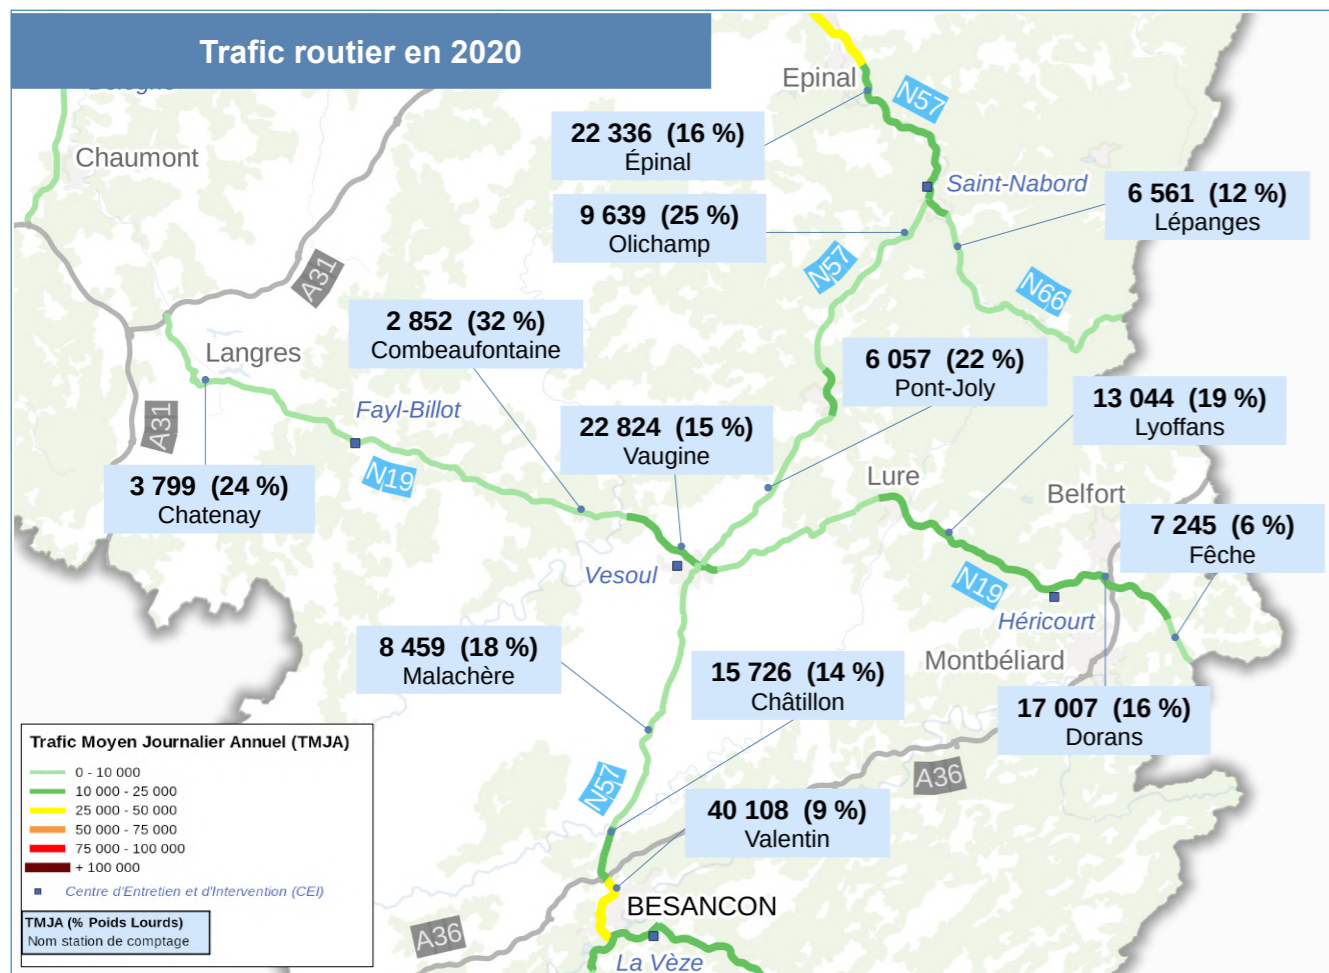 Trafic routier en 2020
Epinal
N57
Chaumont
22 336 (16 %)
Épinal
Saint-Nabord
6 561 (12 %)
Lépanges
9 639 (25 %)
Olichamp
A31
N57
N66
2 852 (32 %)
Combeaufontaine
Langres
6 057 (22 %)
Pont-Joly
13 044 (19 %)
Lyoffans
Fayl-Billot
A31
22 824 (15 %)
Vaugine
N19
Lure
Belfort
3 799 (24 %)
Chatenay
7 245 (6 %)
Fêche
Vesoul
N19
Héricourt
8 459 (18 %)
Malachère
Montbéliard
15 726 (14 %)
Châtillon
17 007 (16 %)
Dorans
Trafic Moyen Journalier Annuel (TMJA)
0 - 10 000
10 000 - 25 000
25 000 - 50 000
50 000 - 75 000
75 000 - 100 000
+ 100 000
Centre d'Entretien et d'Intervention (CEI)
TMJA (% Poids Lourds)
Nom station de comptage
N57
A36
40 108 (9 %)
Valentin
BESANCON
A36
La Vèze